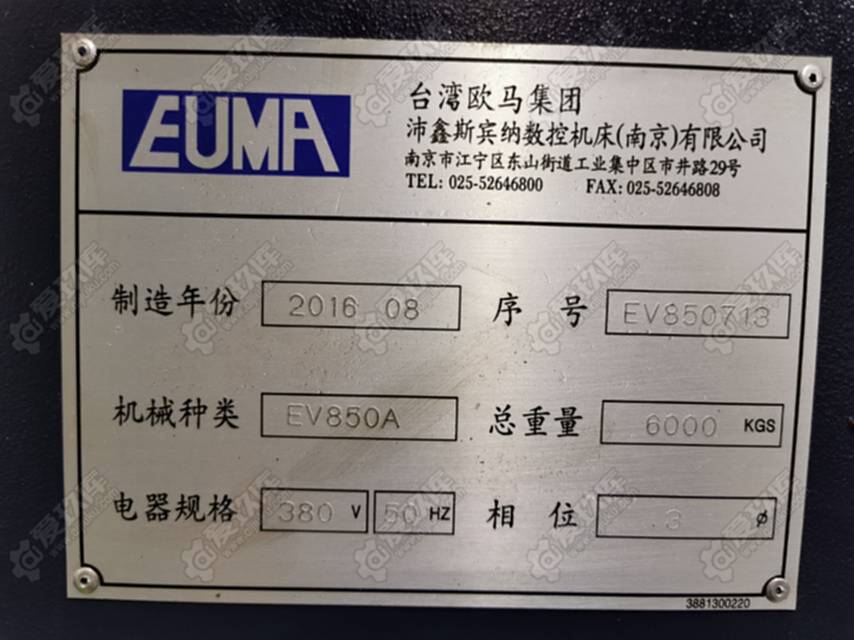 EUMA
台湾欧马集团
沛鑫斯宾纳数控机床(南京)有限公司
南京市江宁区东山街道工业集中区市井路29号
TEL: 025-52646800 FAX: 025-52646808
制造年份 2016 08 序号 EV850713
机械种类 EV850A 总重量 6000 KGS
电器规格 380 V 50 HZ 相位 3 ø
3881300220